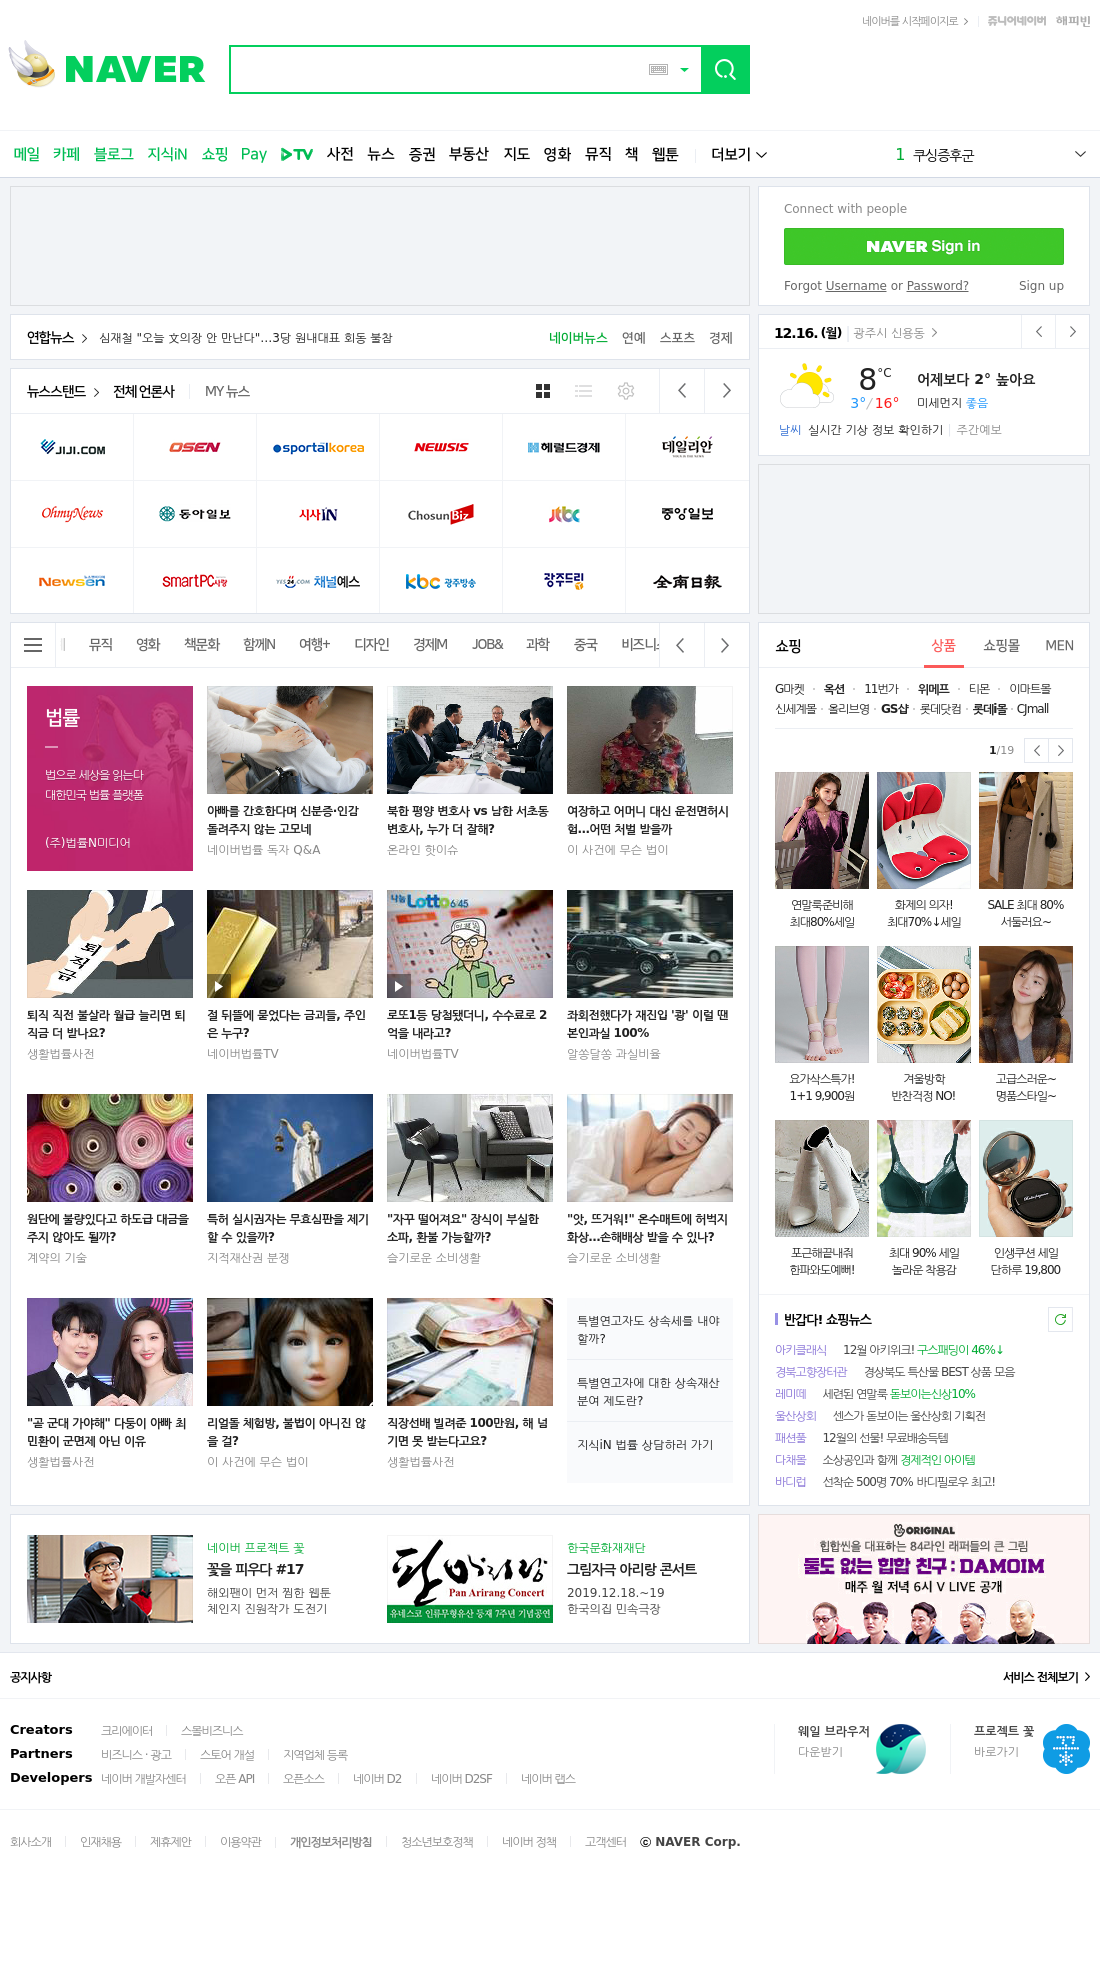 네이버를 시작페이지로
쥬니어네이버 해피빈
NAVER
메일 카페 블로그 지식iN 쇼핑 Pay TV 사전 뉴스 증권 부동산 지도 영화 뮤직 책 웹툰 더보기
1 쿠싱증후군
Connect with people
NAVER Sign in
Forgot Username or Password? Sign up
연합뉴스 심재철 "오늘 文의장 안 만난다"...3당 원내대표 회동 불참
네이버뉴스 연예 스포츠 경제
12.16.(월) 광주시 신용동
8°C
3°/16°
어제보다 2° 높아요
미세먼지 좋음
날씨 실시간 기상 정보 확인하기 주간예보
뉴스스탠드 전체언론사 MY 뉴스
JIJI.COM OSEN sportalkorea NEWSIS 헤럴드경제 데일리안
OhmyNews 동아일보 시사IN ChosunBiz jtbc 중앙일보
Newsen smartPC사랑 YES24.COM 채널예스 kbc 광주방송 광주드림 全南日報
뮤직 영화 책문화 함께N 여행+ 디자인 경제M JOB& 과학 중국 비즈니스
법률
법으로 세상을 읽는다
대한민국 법률 플랫폼
(주)법률N미디어
아빠를 간호한다며 신분증·인감
돌려주지 않는 고모네
네이버법률 독자 Q&A
북한 평양 변호사 vs 남한 서초동
변호사, 누가 더 잘해?
온라인 핫이슈
여장하고 어머니 대신 운전면허시
험...어떤 처벌 받을까
이 사건에 무슨 법이
퇴직금
퇴직 직전 불살라 월급 늘리면 퇴
직금 더 받나요?
생활법률사전
절 뒤뜰에 묻었다는 금괴들, 주인
은 누구?
네이버법률TV
나눔 Lotto 6/45
로또1등 당첨됐더니, 수수료로 2
억을 내라고?
네이버법률TV
좌회전했다가 재진입 '쾅' 이럴 땐
본인과실 100%
알쏭달쏭 과실비율
원단에 불량있다고 하도급 대금을
주지 않아도 될까?
계약의 기술
특허 실시권자는 무효심판을 제기
할 수 있을까?
지적재산권 분쟁
"자꾸 떨어져요" 장식이 부실한
소파, 환불 가능할까?
슬기로운 소비생활
"앗, 뜨거워!" 온수매트에 허벅지
화상...손해배상 받을 수 있나?
슬기로운 소비생활
"곧 군대 가야해" 다둥이 아빠 최
민환이 군면제 아닌 이유
생활법률사전
리얼돌 체험방, 불법이 아니진 않
을 걸?
이 사건에 무슨 법이
직장선배 빌려준 100만원, 해 넘
기면 못 받는다고요?
생활법률사전
특별연고자도 상속세를 내야
할까?
특별연고자에 대한 상속재산
분여 제도란?
지식iN 법률 상담하러 가기
쇼핑 상품 쇼핑몰 MEN
G마켓 · 옥션 · 11번가 · 위메프 · 티몬 · 이마트몰
신세계몰 · 올리브영 · GS샵 · 롯데닷컴 · 롯데i몰 · CJmall
1/19
연말룩준비해
최대80%세일
화제의 의자!
최대70%↓세일
SALE 최대 80%
서둘러요~
요가삭스특가!
1+1 9,900원
겨울방학
반찬걱정 NO!
고급스러운~
명품스타일~
포근해끝내줘
한파와도예뻐!
최대 90% 세일
놀라운 착용감
인생쿠션 세일
단하루 19,800
반갑다! 쇼핑뉴스
아키클래식 12월 아키위크! 구스패딩이 46%↓
경북고향장터관 경상북도 특산물 BEST 상품 모음
레미떼 세련된 연말룩 돋보이는신상10%
울산상회 센스가 돋보이는 울산상회 기획전
패션풀 12월의 선물! 무료배송득템
다채몰 소상공인과 함께 경제적인 아이템
바디럽 선착순 500명 70% 바디필로우 최고!
네이버 프로젝트 꽃
꽃을 피우다 #17
해외팬이 먼저 찜한 웹툰
체인지 진원작가 도전기
판아리랑
Pan Arirang Concert
유네스코 인류무형유산 등재 7주년 기념공연
한국문화재재단
그림자극 아리랑 콘서트
2019.12.18.~19
한국의집 민속극장
ORIGINAL
힙합씬을 대표하는 84라인 래퍼들의 큰 그림
둘도 없는 힙합 친구 : DAMOIM
매주 월 저녁 6시 V LIVE 공개
공지사항
서비스 전체보기
Creators 크리에이터 스몰비즈니스
Partners 비즈니스 · 광고 스토어 개설 지역업체 등록
Developers 네이버 개발자센터 오픈 API 오픈소스 네이버 D2 네이버 D2SF 네이버 랩스
웨일 브라우저
다운받기
프로젝트 꽃
바로가기
회사소개 인재채용 제휴제안 이용약관 개인정보처리방침 청소년보호정책 네이버 정책 고객센터 ⓒ NAVER Corp.